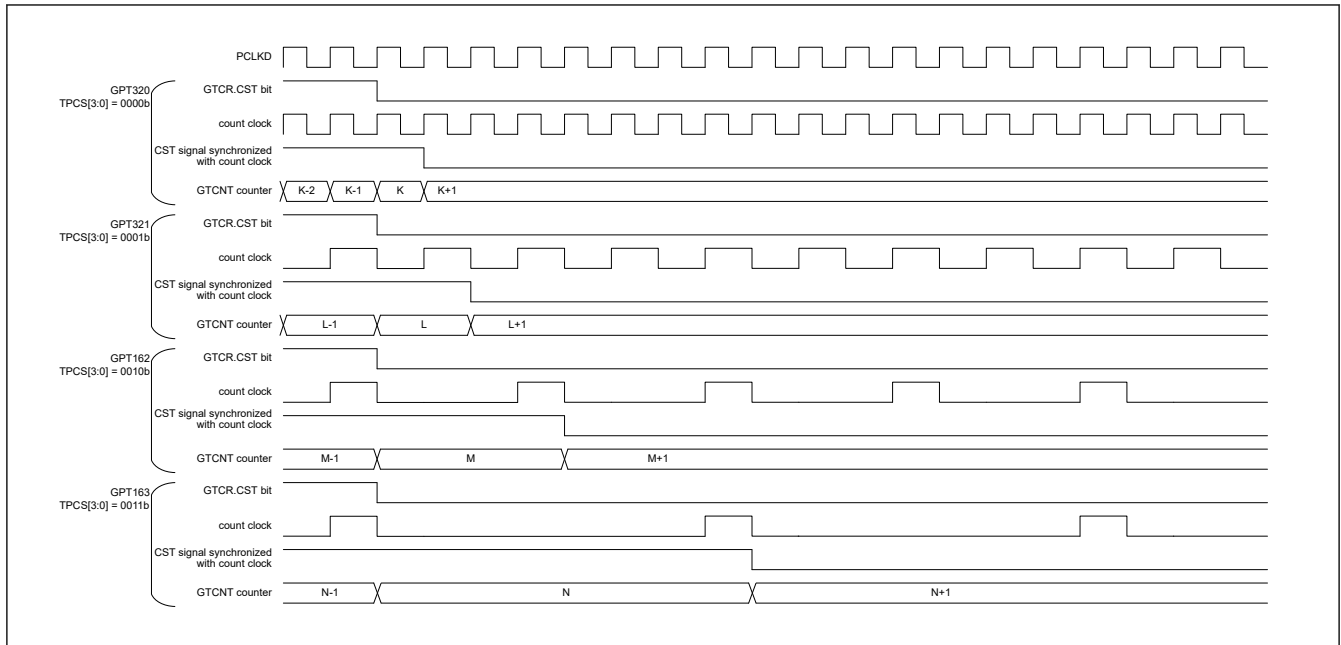 PCLKD
GPT320
TPCS[3:0] = 0000b
GTCR.CST bit
count clock
CST signal synchronized
with count clock
GTCNT counter
K-2
K-1
K
K+1
GPT321
TPCS[3:0] = 0001b
GTCR.CST bit
count clock
CST signal synchronized
with count clock
GTCNT counter
L-1
L
L+1
GPT162
TPCS[3:0] = 0010b
GTCR.CST bit
count clock
CST signal synchronized
with count clock
GTCNT counter
M-1
M
M+1
GPT163
TPCS[3:0] = 0011b
GTCR.CST bit
count clock
CST signal synchronized
with count clock
GTCNT counter
N-1
N
N+1